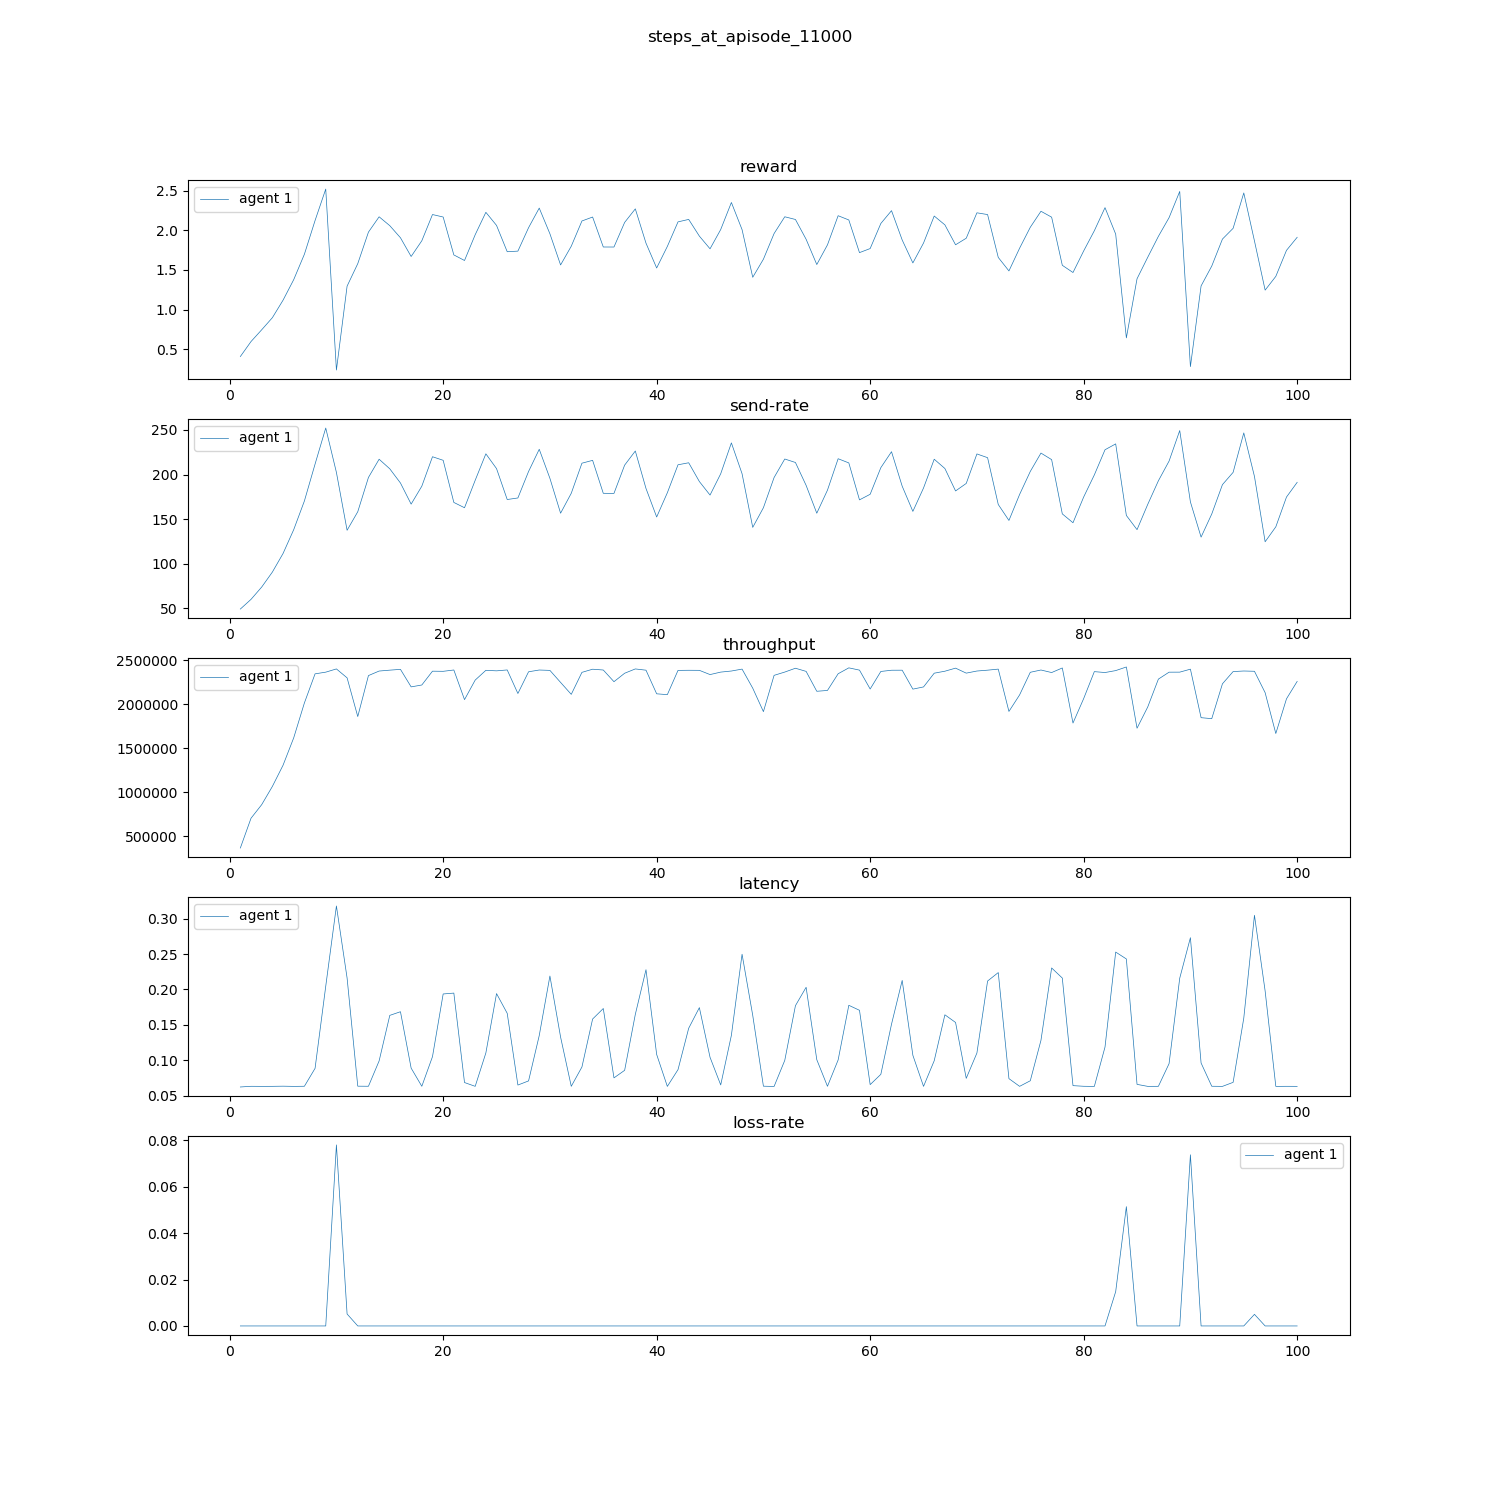 steps_at_apisode_11000
reward
agent 1
2.5
2.0
1.5
1.0
0.5
0 20 40 60 80 100
send-rate
agent 1
250
200
150
100
50
0 20 40 60 80 100
throughput
agent 1
2500000
2000000
1500000
1000000
500000
0 20 40 60 80 100
latency
agent 1
0.30
0.25
0.20
0.15
0.10
0.05
0 20 40 60 80 100
loss-rate
agent 1
0.08
0.06
0.04
0.02
0.00
0 20 40 60 80 100